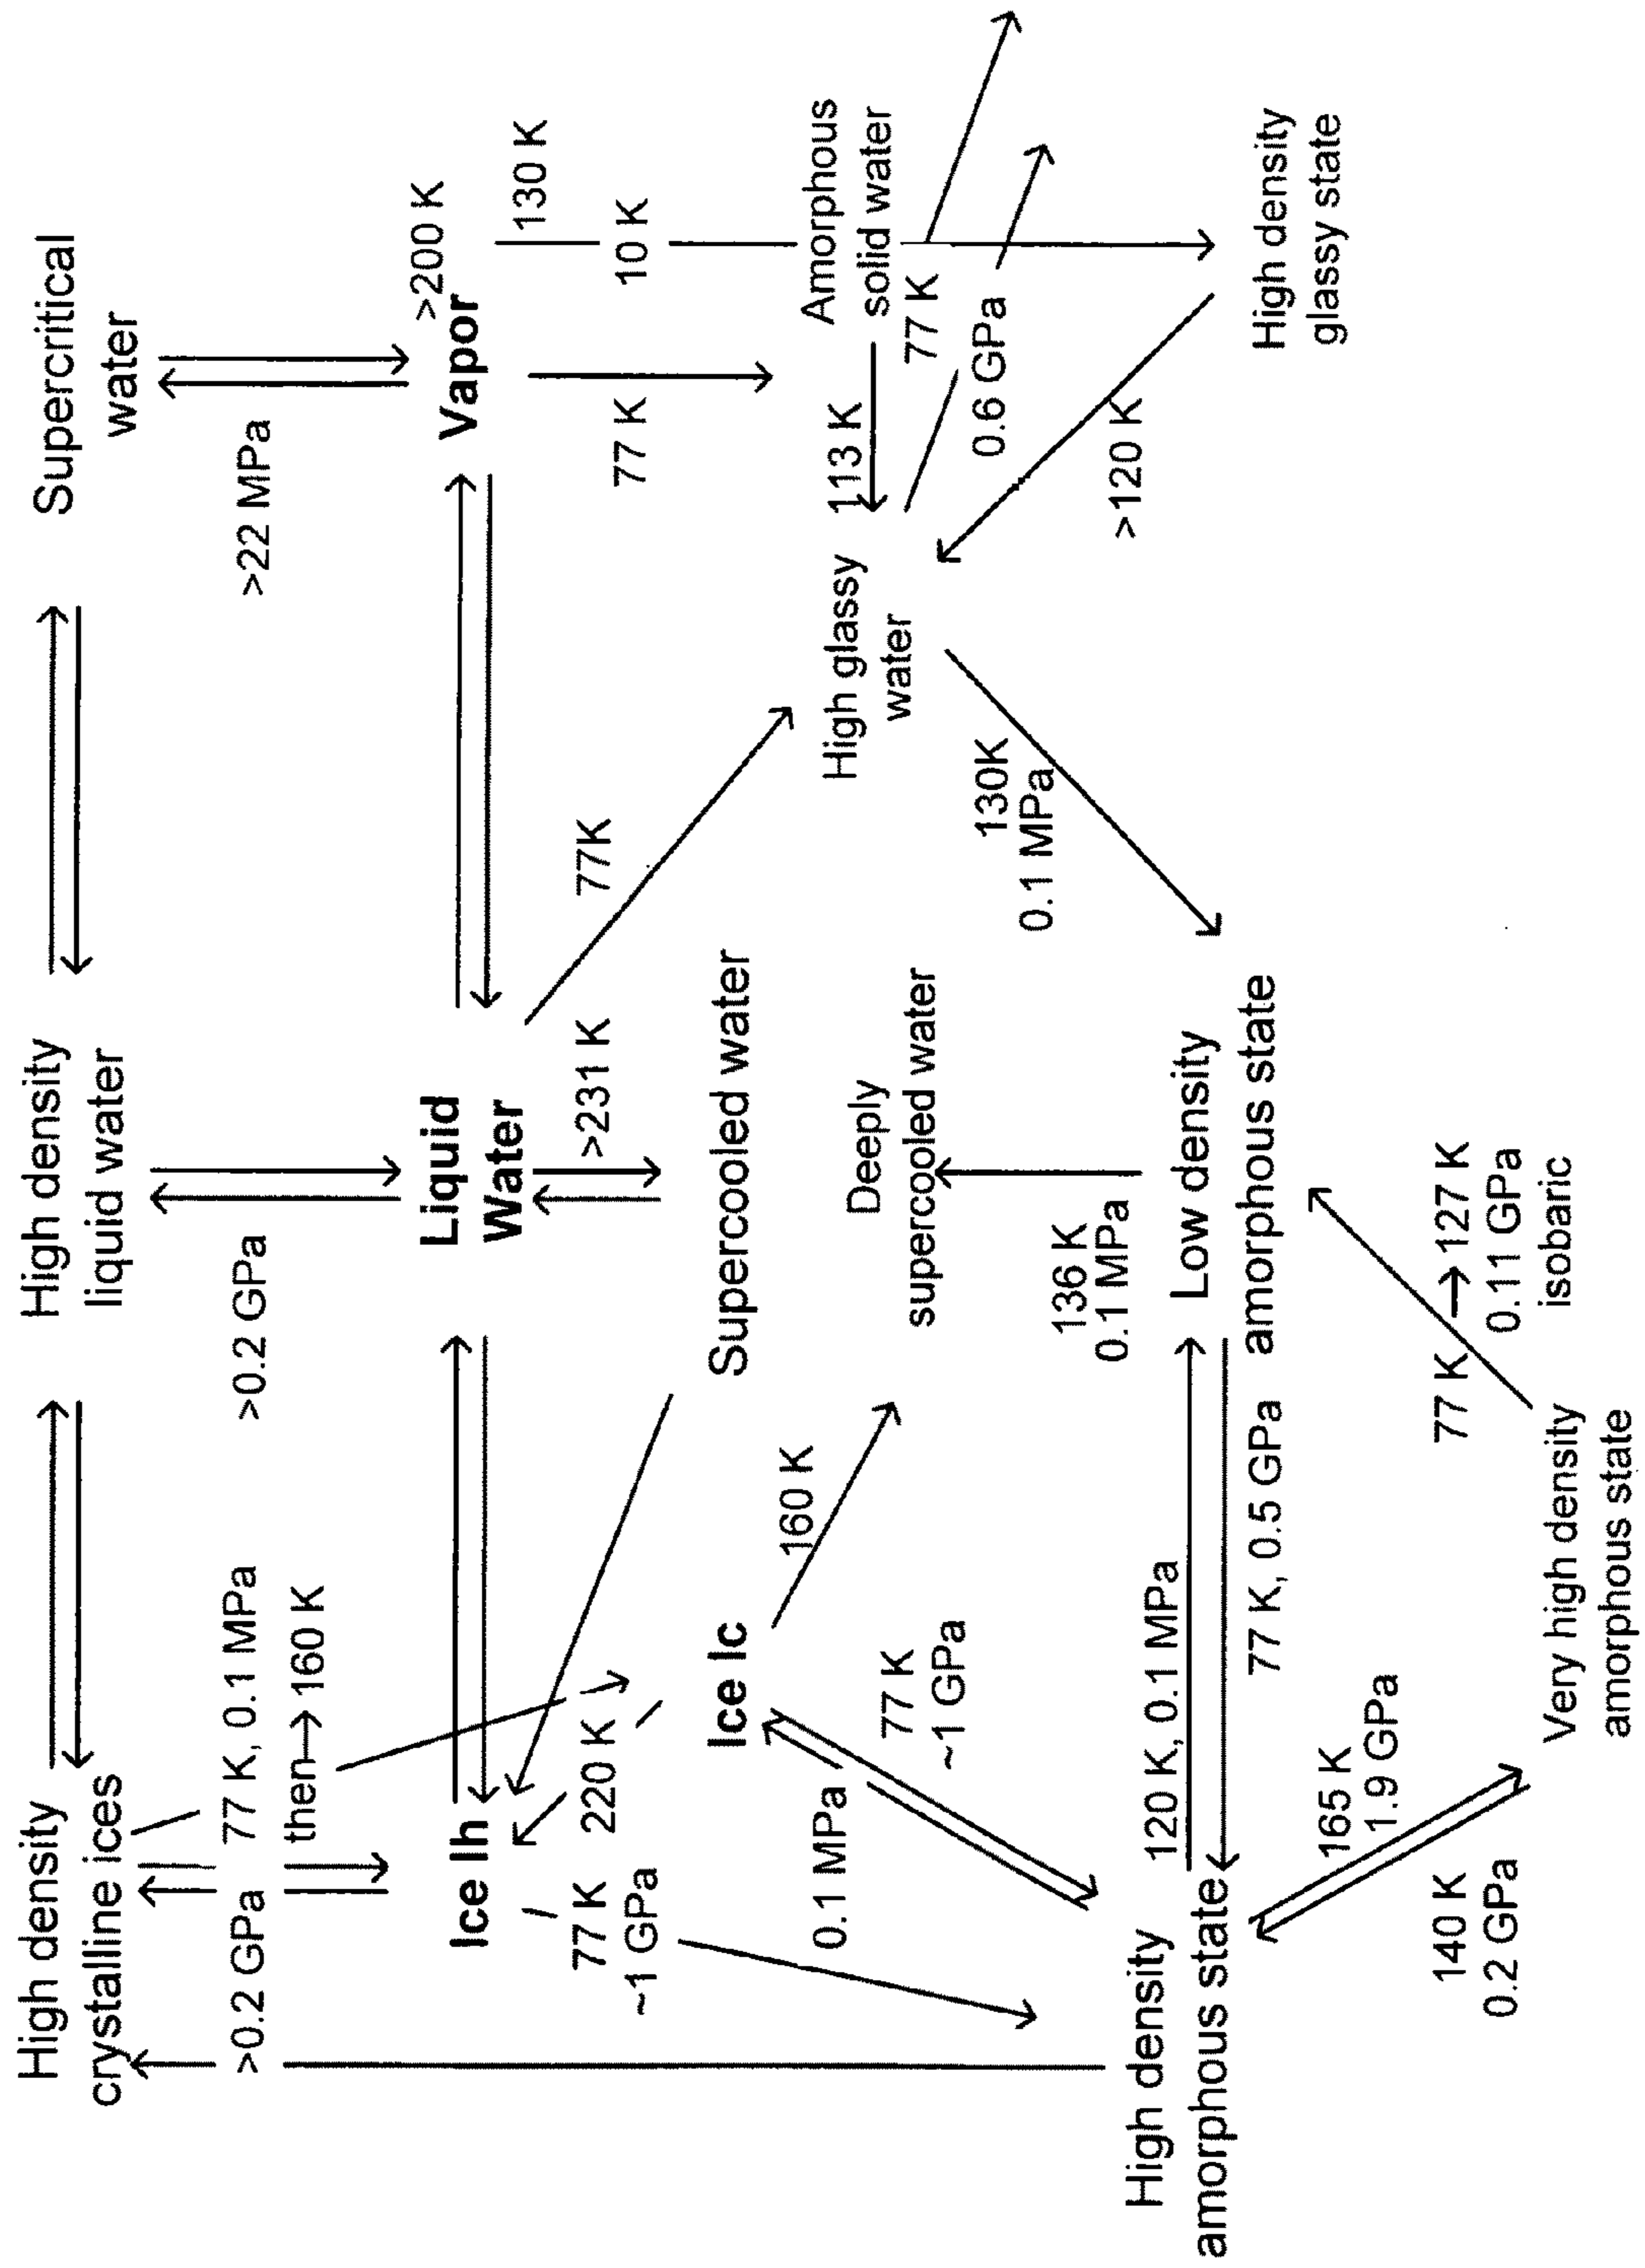 High density
crystalline ices
High density
liquid water
Supercritical
water
>0.2 GPa
77 K, 0.1 MPa
then→160 K
>0.2 GPa
>22 MPa
Ice Ih
Liquid
Water
Vapor
>200 K
77 K
~1 GPa
220 K
>231 K
77K
77 K
130 K
10 K
Ice Ic
Supercooled water
160 K
0.1 MPa
77 K
~1 GPa
Deeply
supercooled water
High glassy
water
113 K
Amorphous
solid water
77 K
0.6 GPa
136 K
0.1 MPa
130K
0.1 MPa
>120 K
High density
amorphous state
120 K, 0.1 MPa
77 K, 0.5 GPa
Low density
amorphous state
High density
glassy state
165 K
1.9 GPa
140 K
0.2 GPa
77 K → 127 K
0.11 GPa
isobaric
Very high density
amorphous state